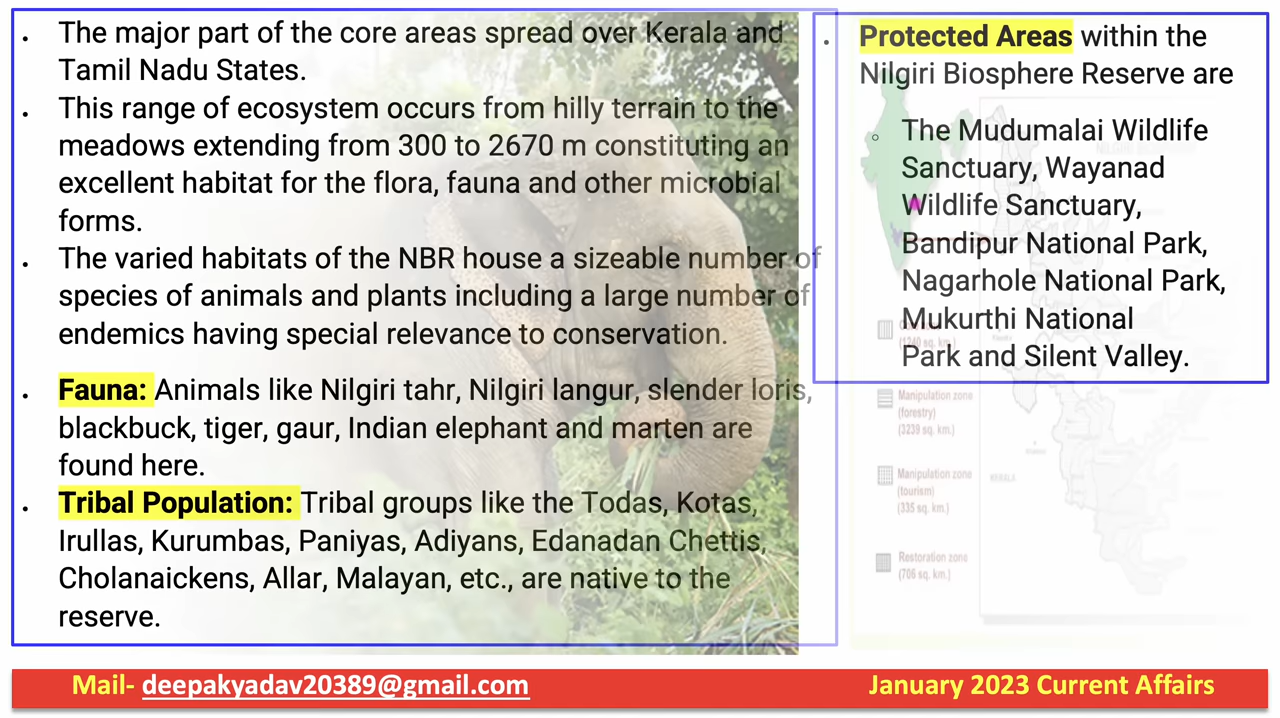 The major part of the core areas spread over Kerala and
Tamil Nadu States.
This range of ecosystem occurs from hilly terrain to the
meadows extending from 300 to 2670 m constituting an
excellent habitat for the flora, fauna and other microbial
forms.
The varied habitats of the NBR house a sizeable number of
species of animals and plants including a large number of
endemics having special relevance to conservation.
Fauna: Animals like Nilgiri tahr, Nilgiri langur, slender loris,
blackbuck, tiger, gaur, Indian elephant and marten are
found here.
Tribal Population: Tribal groups like the Todas, Kotas,
Irullas, Kurumbas, Paniyas, Adiyans, Edanadan Chettis,
Cholanaickens, Allar, Malayan, etc., are native to the
reserve.
Protected Areas within the
Nilgiri Biosphere Reserve are
The Mudumalai Wildlife
Sanctuary, Wayanad
Wildlife Sanctuary,
Bandipur National Park,
Nagarhole National Park,
Mukurthi National
Park and Silent Valley.
(1240 sq. km.)
Manipulation zone
(forestry)
(3239 sq. km.)
Manipulation zone
(tourism)
(335 sq. km.)
Restoration zone
(706 sq. km.)
KERALA
Mail- deepakyadav20389@gmail.com
January 2023 Current Affairs